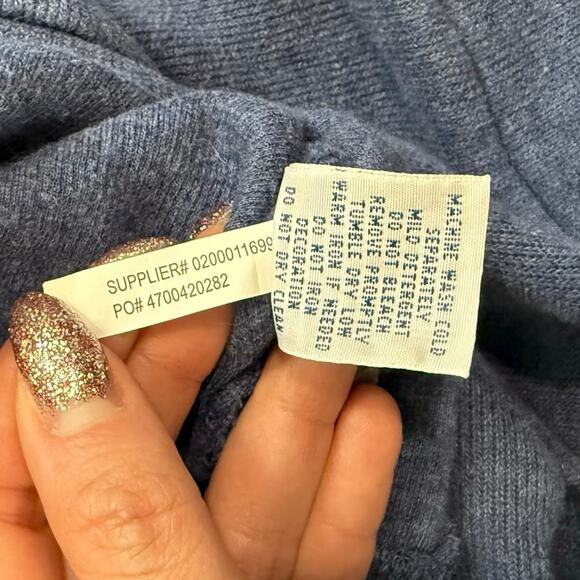 SUPPLIER# 0200011699
PO# 4700420282
MACHINE WASH COLD
SEPARATELY
MILD DETERGENT
DO NOT BLEACH
REMOVE PROMPTLY
TUMBLE DRY LOW
WARM IRON IF NEEDED
DO NOT IRON
DECORATION
DO NOT DRY CLEAN